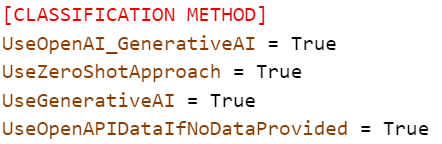 [CLASSIFICATION METHOD]
UseOpenAI_GenerativeAI = True
UseZeroShotApproach = True
UseGenerativeAI = True
UseOpenAPIDataIfNoDataProvided = True